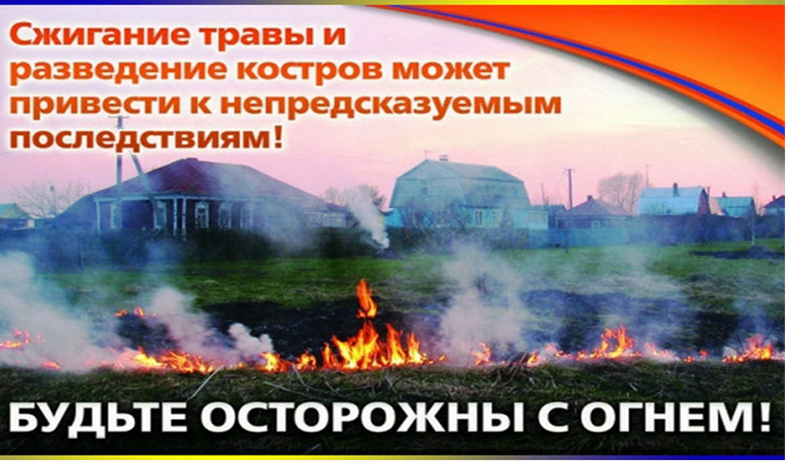 Сжигание травы и
разведение костров может
привести к непредсказуемым
последствиям!
БУДЬТЕ ОСТОРОЖНЫ С ОГНЕМ!